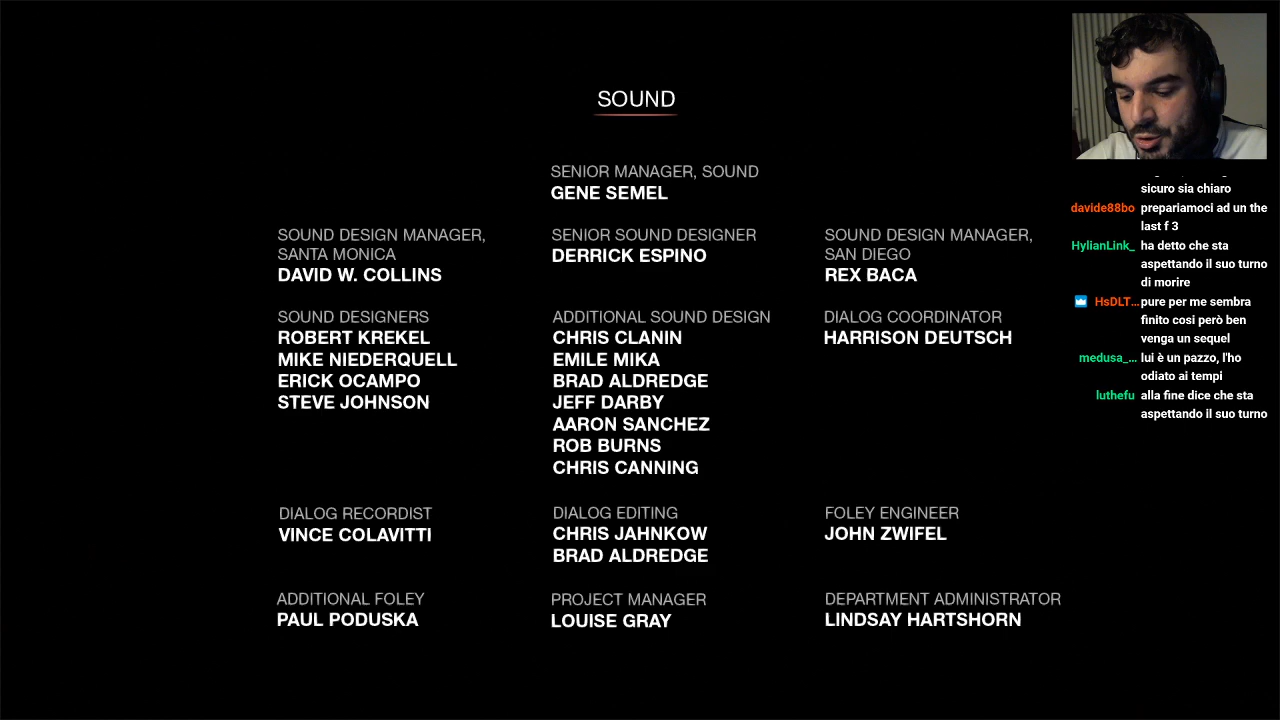 SOUND
SENIOR MANAGER, SOUND
GENE SEMEL
SOUND DESIGN MANAGER,
SANTA MONICA
DAVID W. COLLINS
SENIOR SOUND DESIGNER
DERRICK ESPINO
SOUND DESIGN MANAGER,
SAN DIEGO
REX BACA
SOUND DESIGNERS
ROBERT KREKEL
MIKE NIEDERQUELL
ERICK OCAMPO
STEVE JOHNSON
ADDITIONAL SOUND DESIGN
CHRIS CLANIN
EMILE MIKA
BRAD ALDREDGE
JEFF DARBY
AARON SANCHEZ
ROB BURNS
CHRIS CANNING
DIALOG COORDINATOR
HARRISON DEUTSCH
DIALOG RECORDIST
VINCE COLAVITTI
DIALOG EDITING
CHRIS JAHNKOW
BRAD ALDREDGE
FOLEY ENGINEER
JOHN ZWIFEL
ADDITIONAL FOLEY
PAUL PODUSKA
PROJECT MANAGER
LOUISE GRAY
DEPARTMENT ADMINISTRATOR
LINDSAY HARTSHORN
sicuro sia chiaro
davide88bo prepariamoci ad un the
last f 3
HylianLink_ ha detto che sta
aspettando il suo turno
di morire
HsDLT... pure per me sembra
finito cosi però ben
venga un sequel
medusa_... lui è un pazzo, l'ho
odiato ai tempi
luthefu alla fine dice che sta
aspettando il suo turno